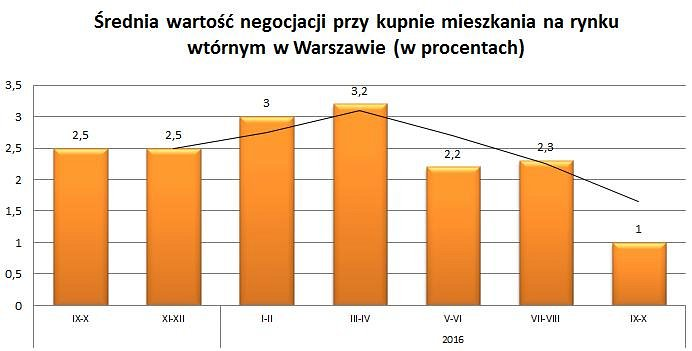 Średnia wartość negocjacji przy kupnie mieszkania na rynku
wtórnym w Warszawie (w procentach)
3,5
3
2,5
2
1,5
1
0,5
0
2,5
2,5
3
3,2
2,2
2,3
1
IX-X
XI-XII
I-II
III-IV
V-VI
VII-VIII
IX-X
2016